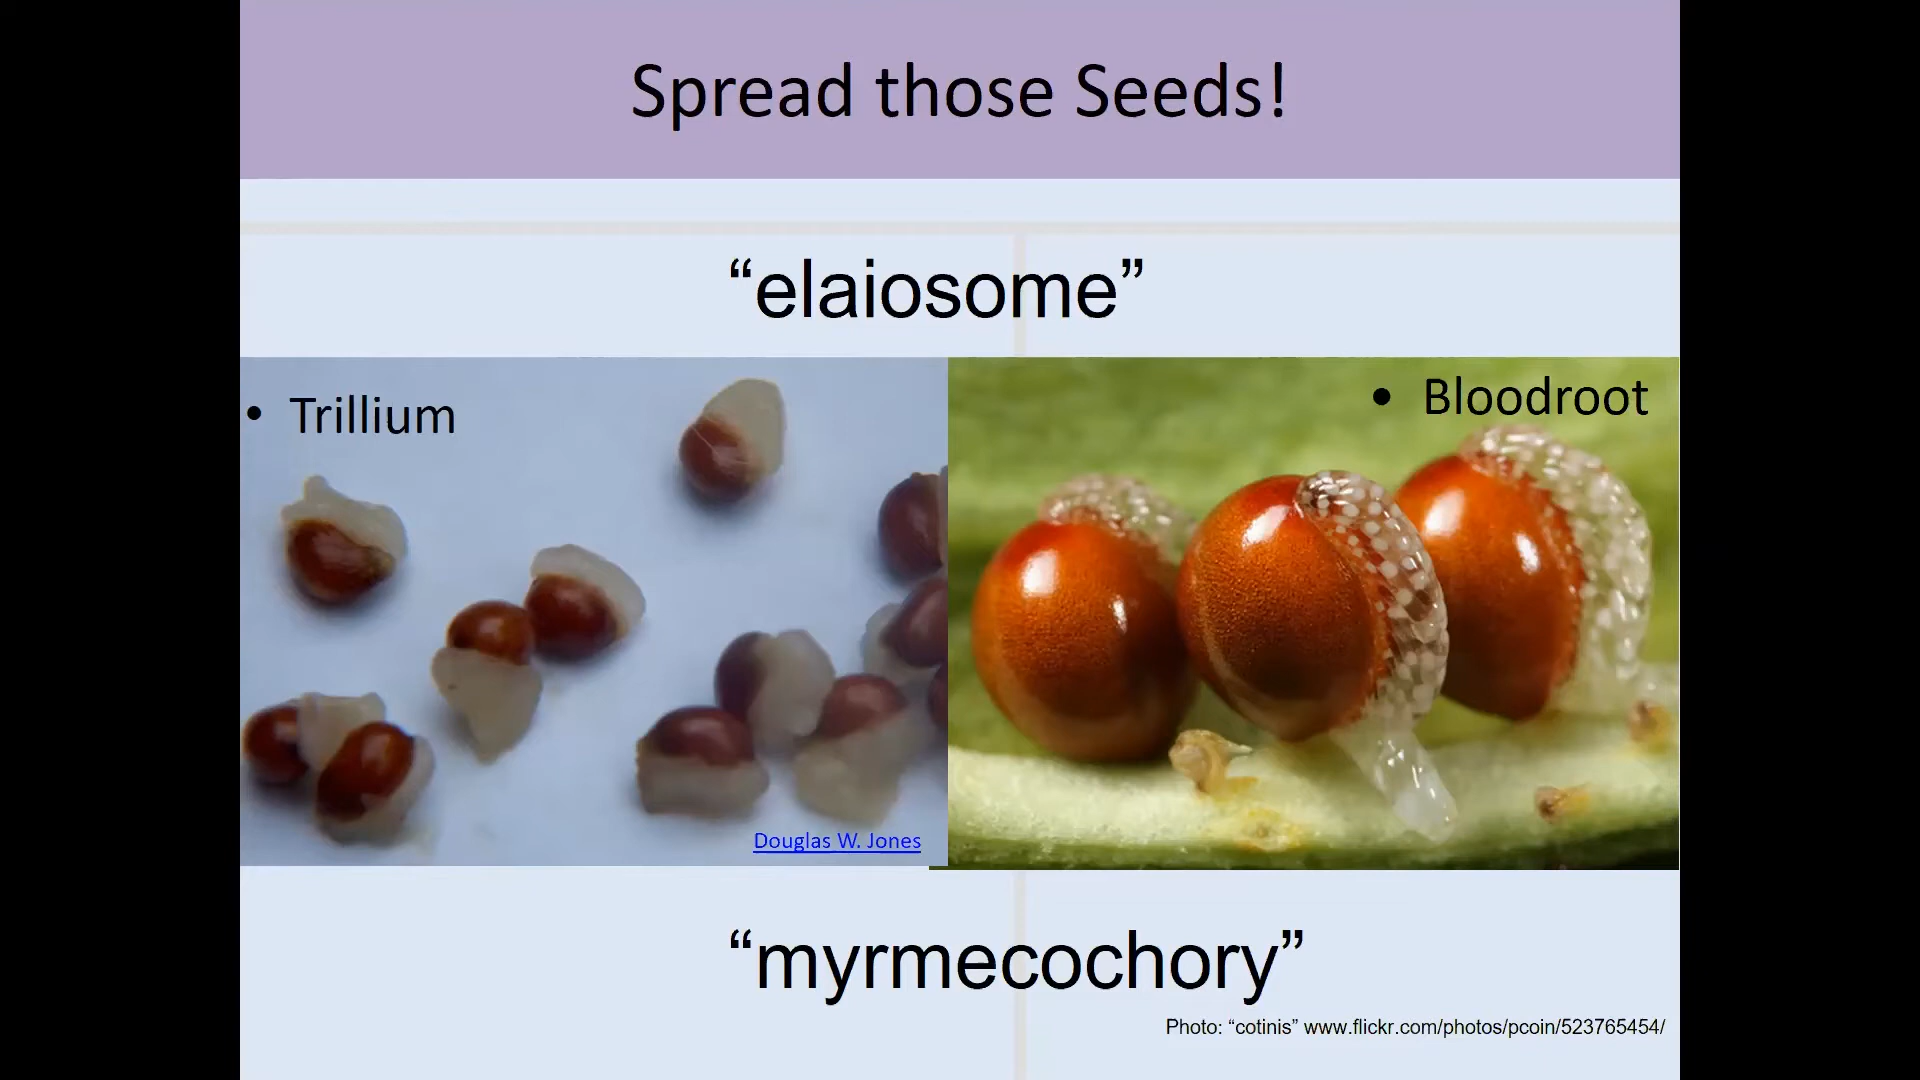 Spread those Seeds!
“elaiosome”
• Trillium
• Bloodroot
Douglas W. Jones
“myrmecochory”
Photo: “cotinis” www.flickr.com/photos/pcoin/523765454/